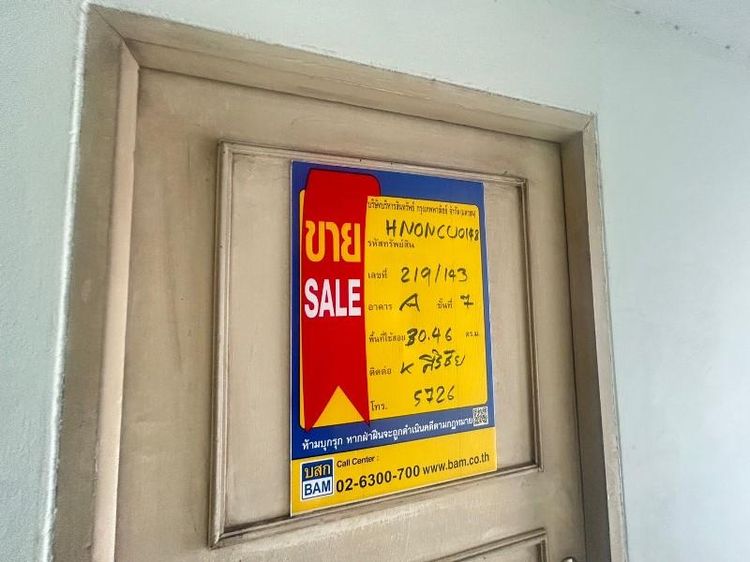 ขาย
SALE
บริษัทบริหารสินทรัพย์ กรุงเทพพาณิชย์ จำกัด (มหาชน)
รหัสทรัพย์สิน HNONCU0148
เลขที่ 219/143
อาคาร A ชั้นที่ 7
พื้นที่ใช้สอย 30.46 ตร.ม.
ติดต่อ K สิริชัย
โทร. 5726
ห้ามบุกรุก หากฝ่าฝืนจะถูกดำเนินคดีตามกฎหมาย
บสก
BAM
Call Center :
02-6300-700 www.bam.co.th